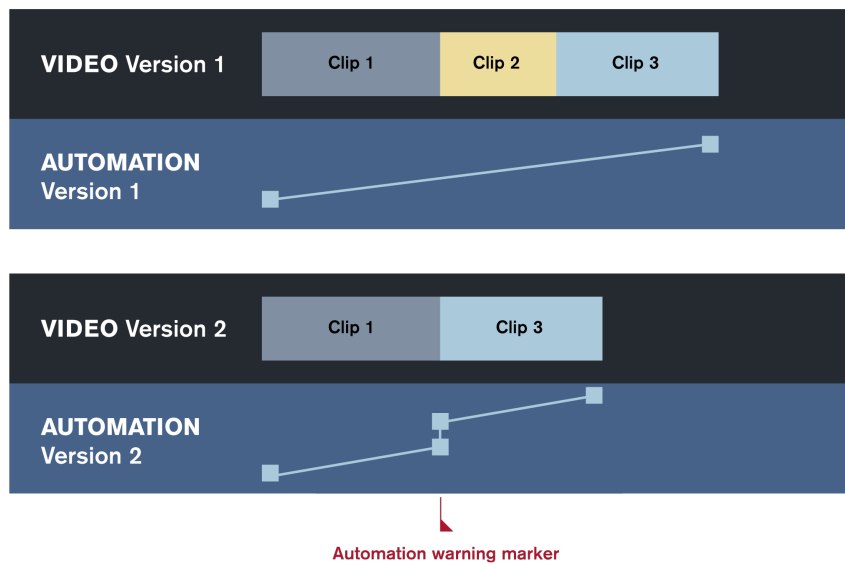 VIDEO Version 1
Clip 1
Clip 2
Clip 3
AUTOMATION
Version 1
VIDEO Version 2
Clip 1
Clip 3
AUTOMATION
Version 2
Automation warning marker